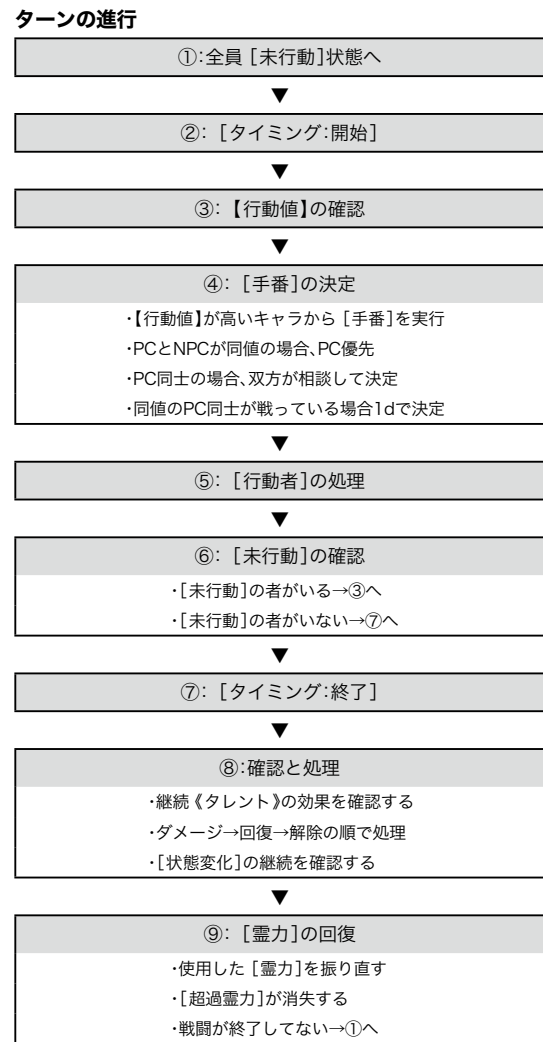 ターンの進行
①:全員［未行動］状態へ
▼
②:［タイミング:開始］
▼
③:【行動値】の確認
▼
④:［手番］の決定
・【行動値】が高いキャラから［手番］を実行
・PCとNPCが同値の場合、PC優先
・PC同士の場合、双方が相談して決定
・同値のPC同士が戦っている場合1dで決定
▼
⑤:［行動者］の処理
▼
⑥:［未行動］の確認
・［未行動］の者がいる→③へ
・［未行動］の者がいない→⑦へ
▼
⑦:［タイミング:終了］
▼
⑧:確認と処理
・継続《タレント》の効果を確認する
・ダメージ→回復→解除の順で処理
・［状態変化］の継続を確認する
▼
⑨:［霊力］の回復
・使用した［霊力］を振り直す
・［超過霊力］が消失する
・戦闘が終了してない→①へ